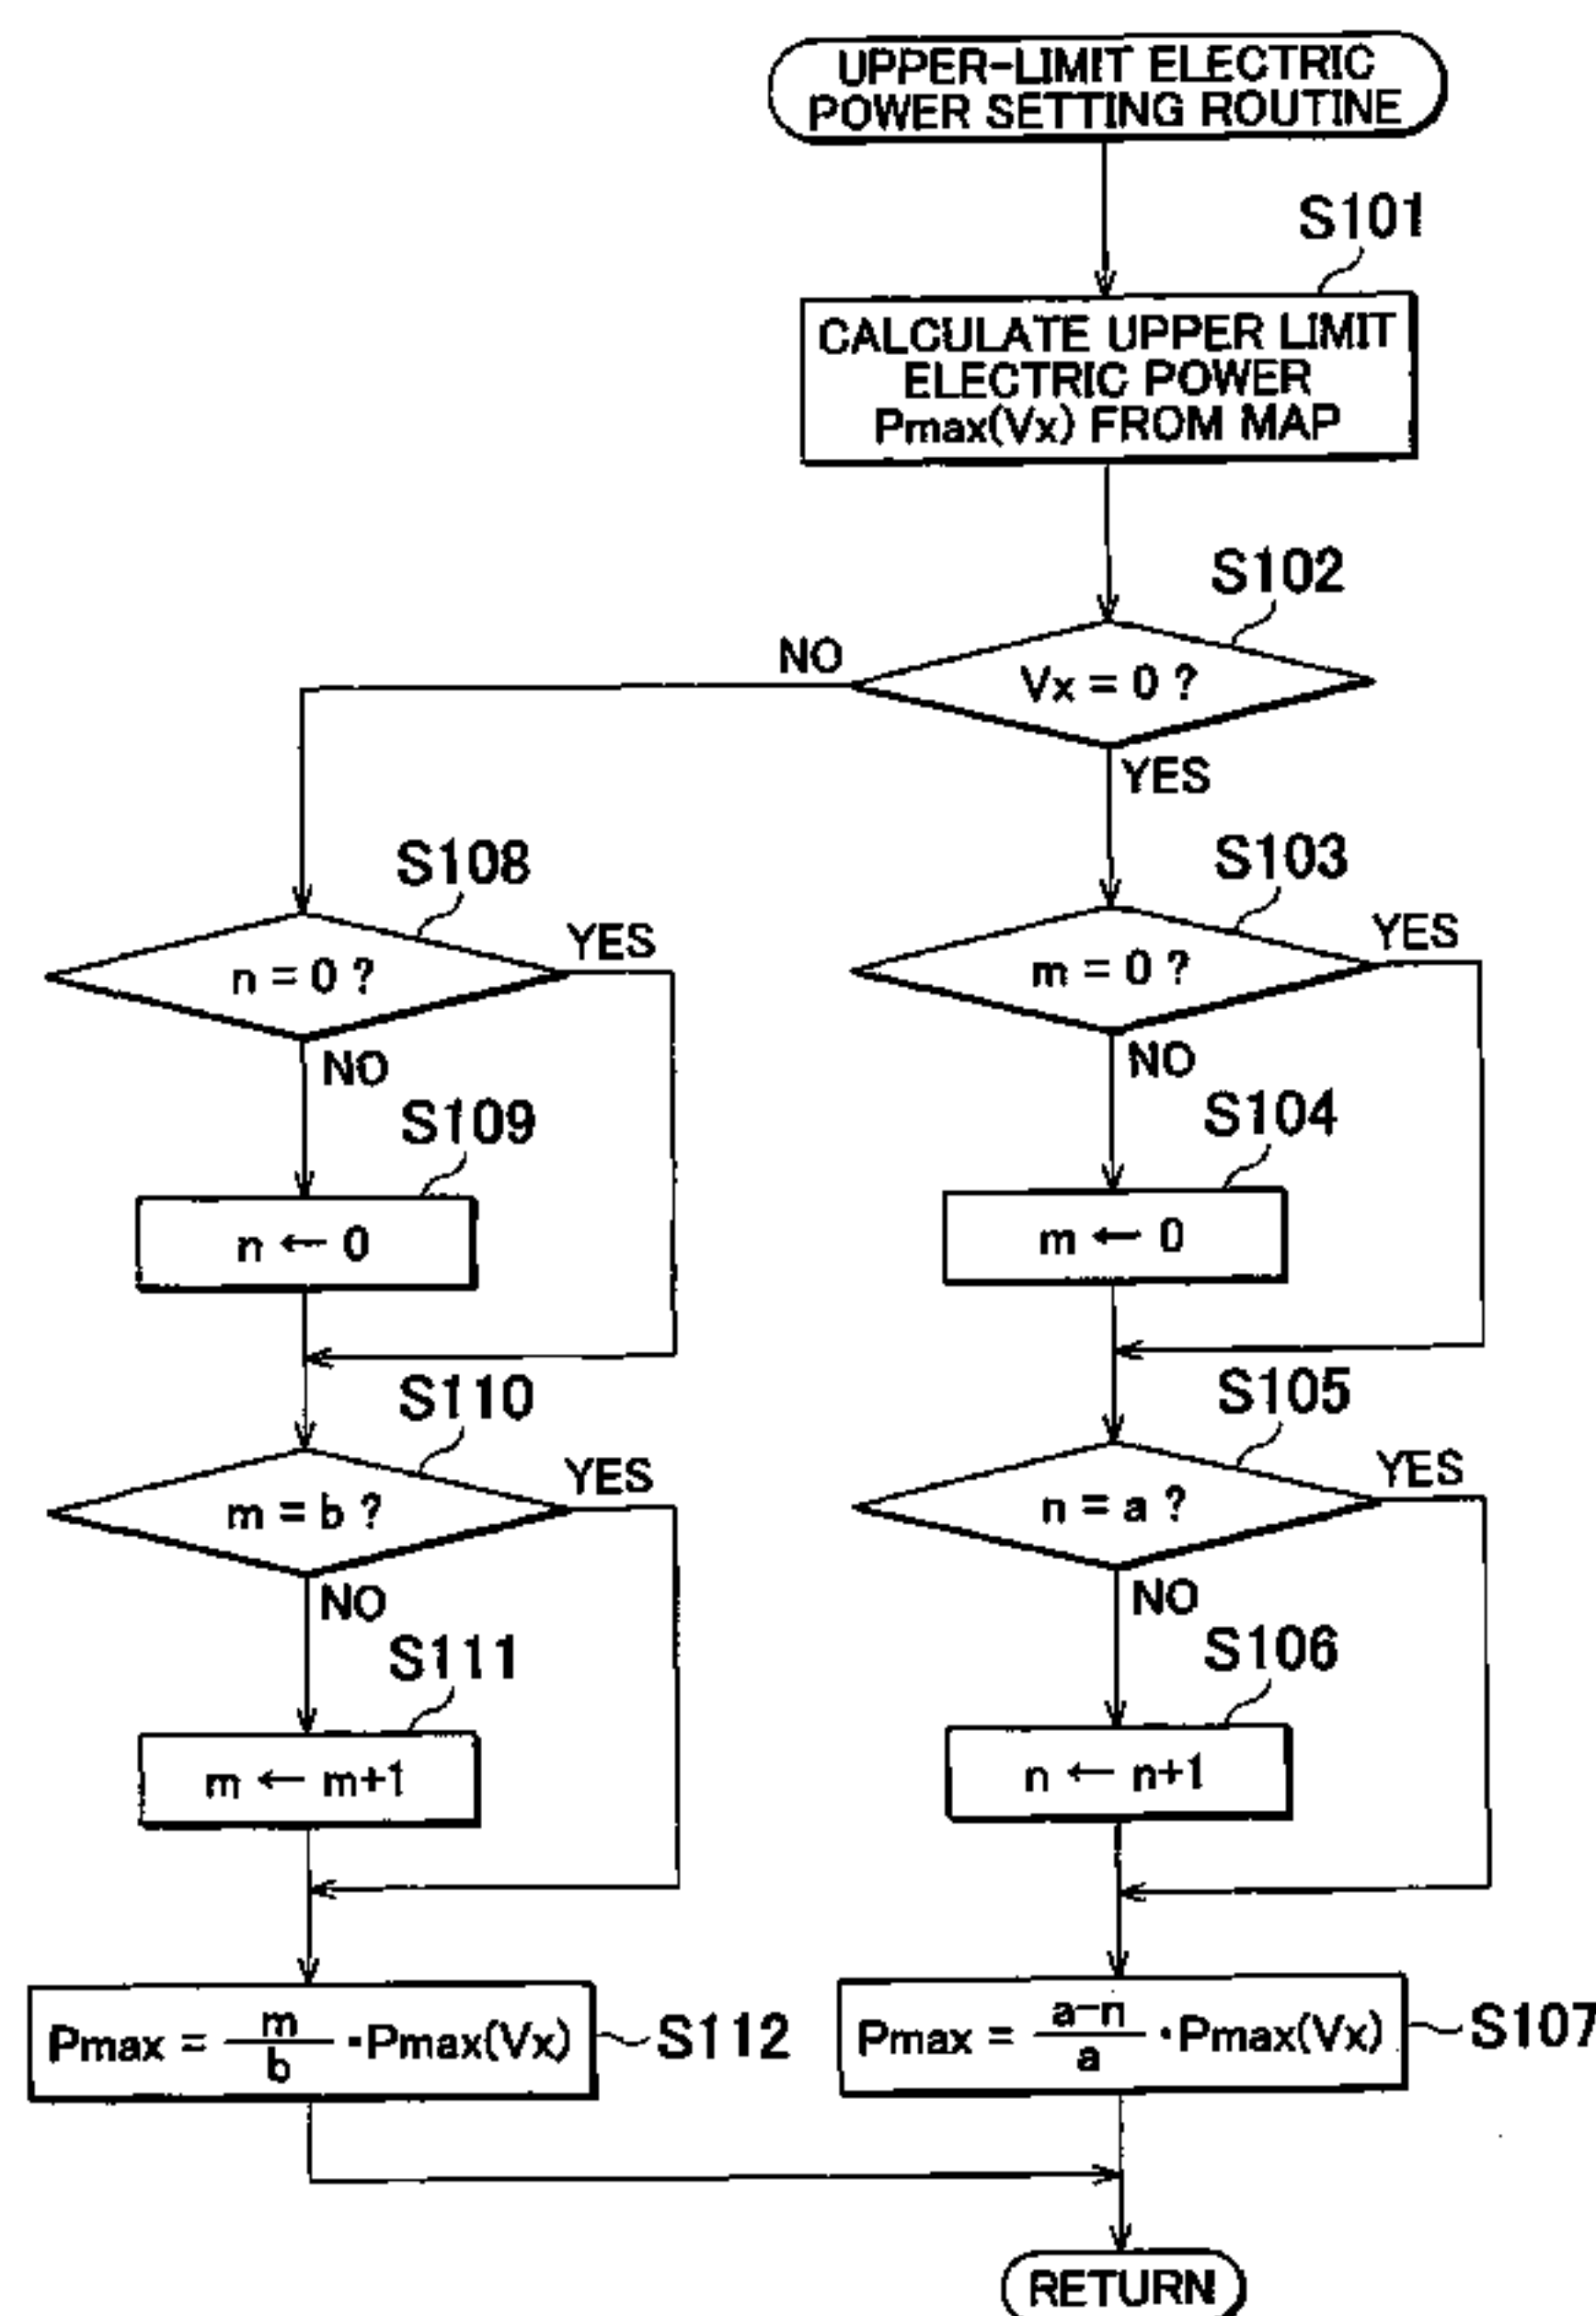 UPPER-LIMIT ELECTRIC
POWER SETTING ROUTINE
S101
CALCULATE UPPER LIMIT
ELECTRIC POWER
Pmax(Vx) FROM MAP
S102
NO
Vx = 0 ?
YES
S108
S103
YES
YES
n = 0 ?
m = 0 ?
NO
NO
S109
S104
n ← 0
m ← 0
S110
S105
YES
YES
m = b ?
n = a ?
NO
NO
S111
S106
m ← m+1
n ← n+1
Pmax = m/b · Pmax(Vx)
S112
Pmax = a-n/a · Pmax(Vx)
S107
RETURN